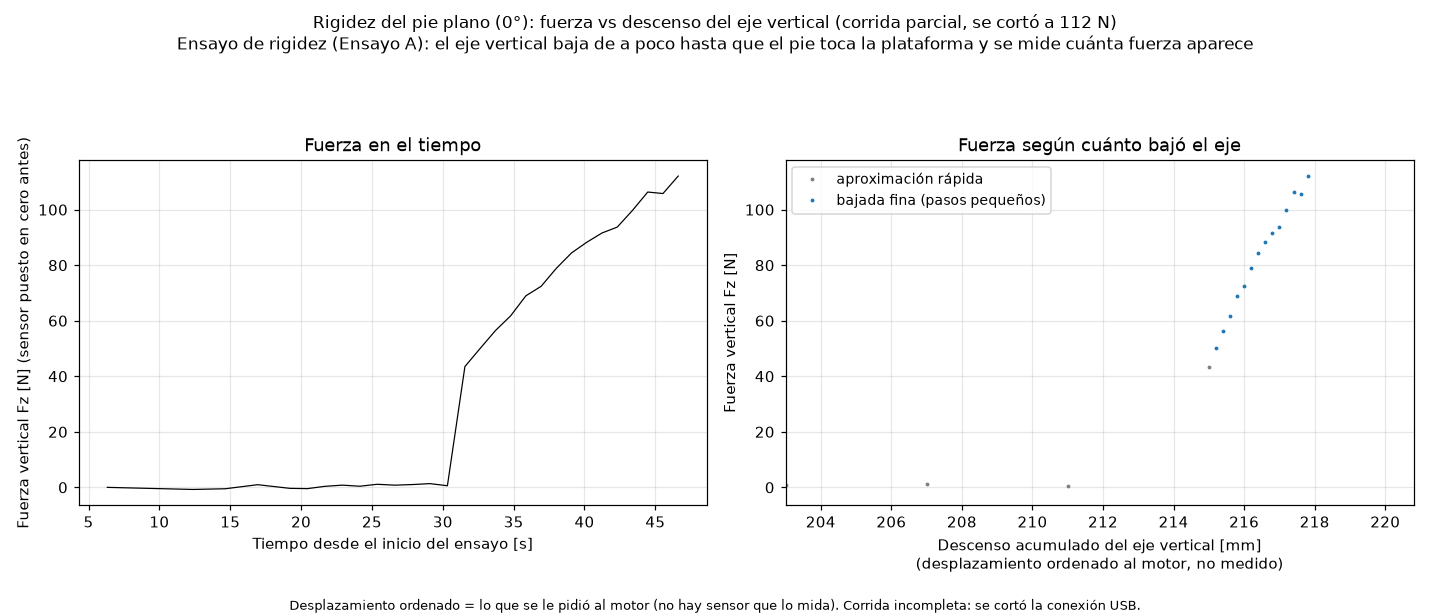 Rigidez del pie plano (0°): fuerza vs descenso del eje vertical (corrida parcial, se cortó a 112 N)
Ensayo de rigidez (Ensayo A): el eje vertical baja de a poco hasta que el pie toca la plataforma y se mide cuánta fuerza aparece
Fuerza en el tiempo
Fuerza vertical Fz [N] (sensor puesto en cero antes)
100
80
60
40
20
0
5 10 15 20 25 30 35 40 45
Tiempo desde el inicio del ensayo [s]
Fuerza según cuánto bajó el eje
aproximación rápida
bajada fina (pasos pequeños)
Fuerza vertical Fz [N]
100
80
60
40
20
0
204 206 208 210 212 214 216 218 220
Descenso acumulado del eje vertical [mm]
(desplazamiento ordenado al motor, no medido)
Desplazamiento ordenado = lo que se le pidió al motor (no hay sensor que lo mida). Corrida incompleta: se cortó la conexión USB.